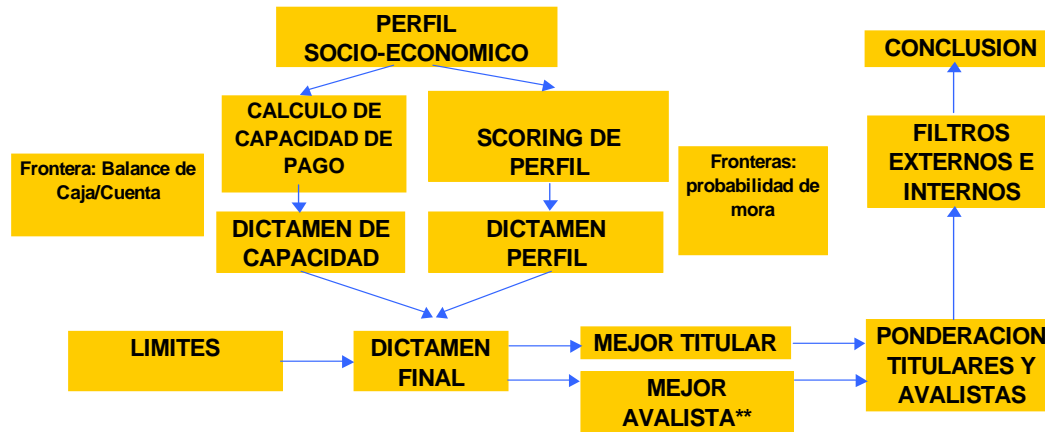 PERFIL
SOCIO-ECONOMICO
CONCLUSION
CALCULO DE
CAPACIDAD DE
PAGO
SCORING DE
PERFIL
FILTROS
EXTERNOS E
INTERNOS
Frontera: Balance de
Caja/Cuenta
Fronteras:
probabilidad de
mora
DICTAMEN DE
CAPACIDAD
DICTAMEN
PERFIL
LIMITES
DICTAMEN
FINAL
MEJOR TITULAR
MEJOR
AVALISTA**
PONDERACION
TITULARES Y
AVALISTAS